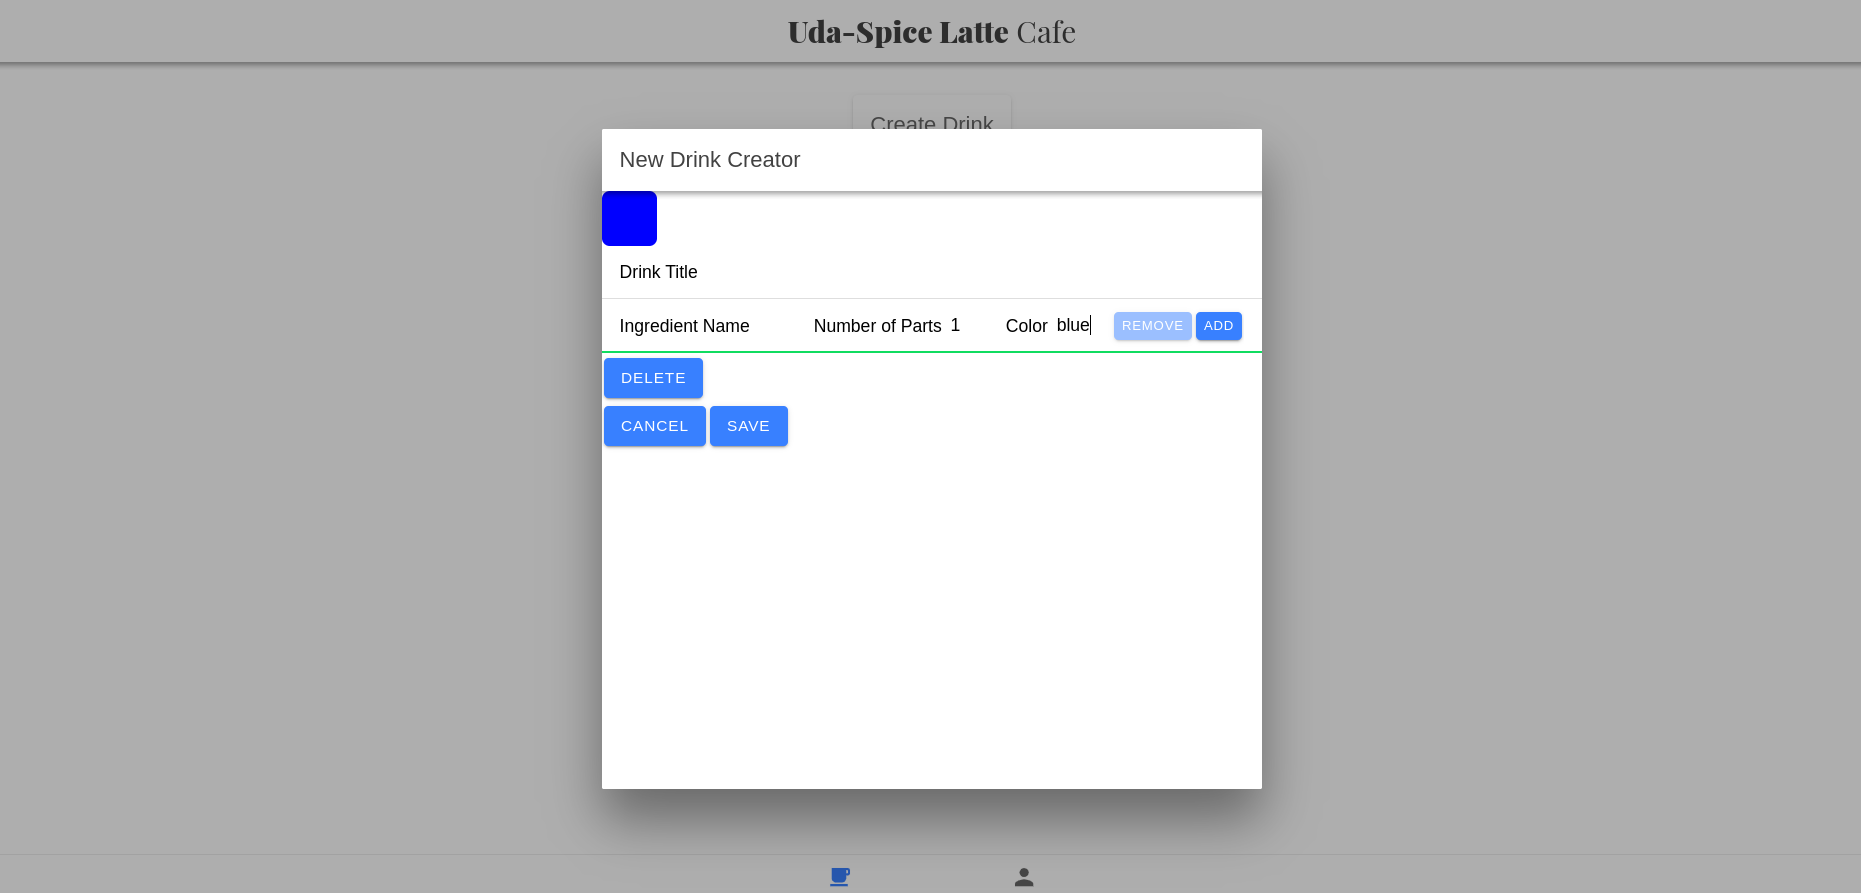 Uda-Spice Latte Cafe
Create Drink
New Drink Creator
Drink Title
Ingredient Name Number of Parts 1 Color blue REMOVE ADD
DELETE
CANCEL SAVE